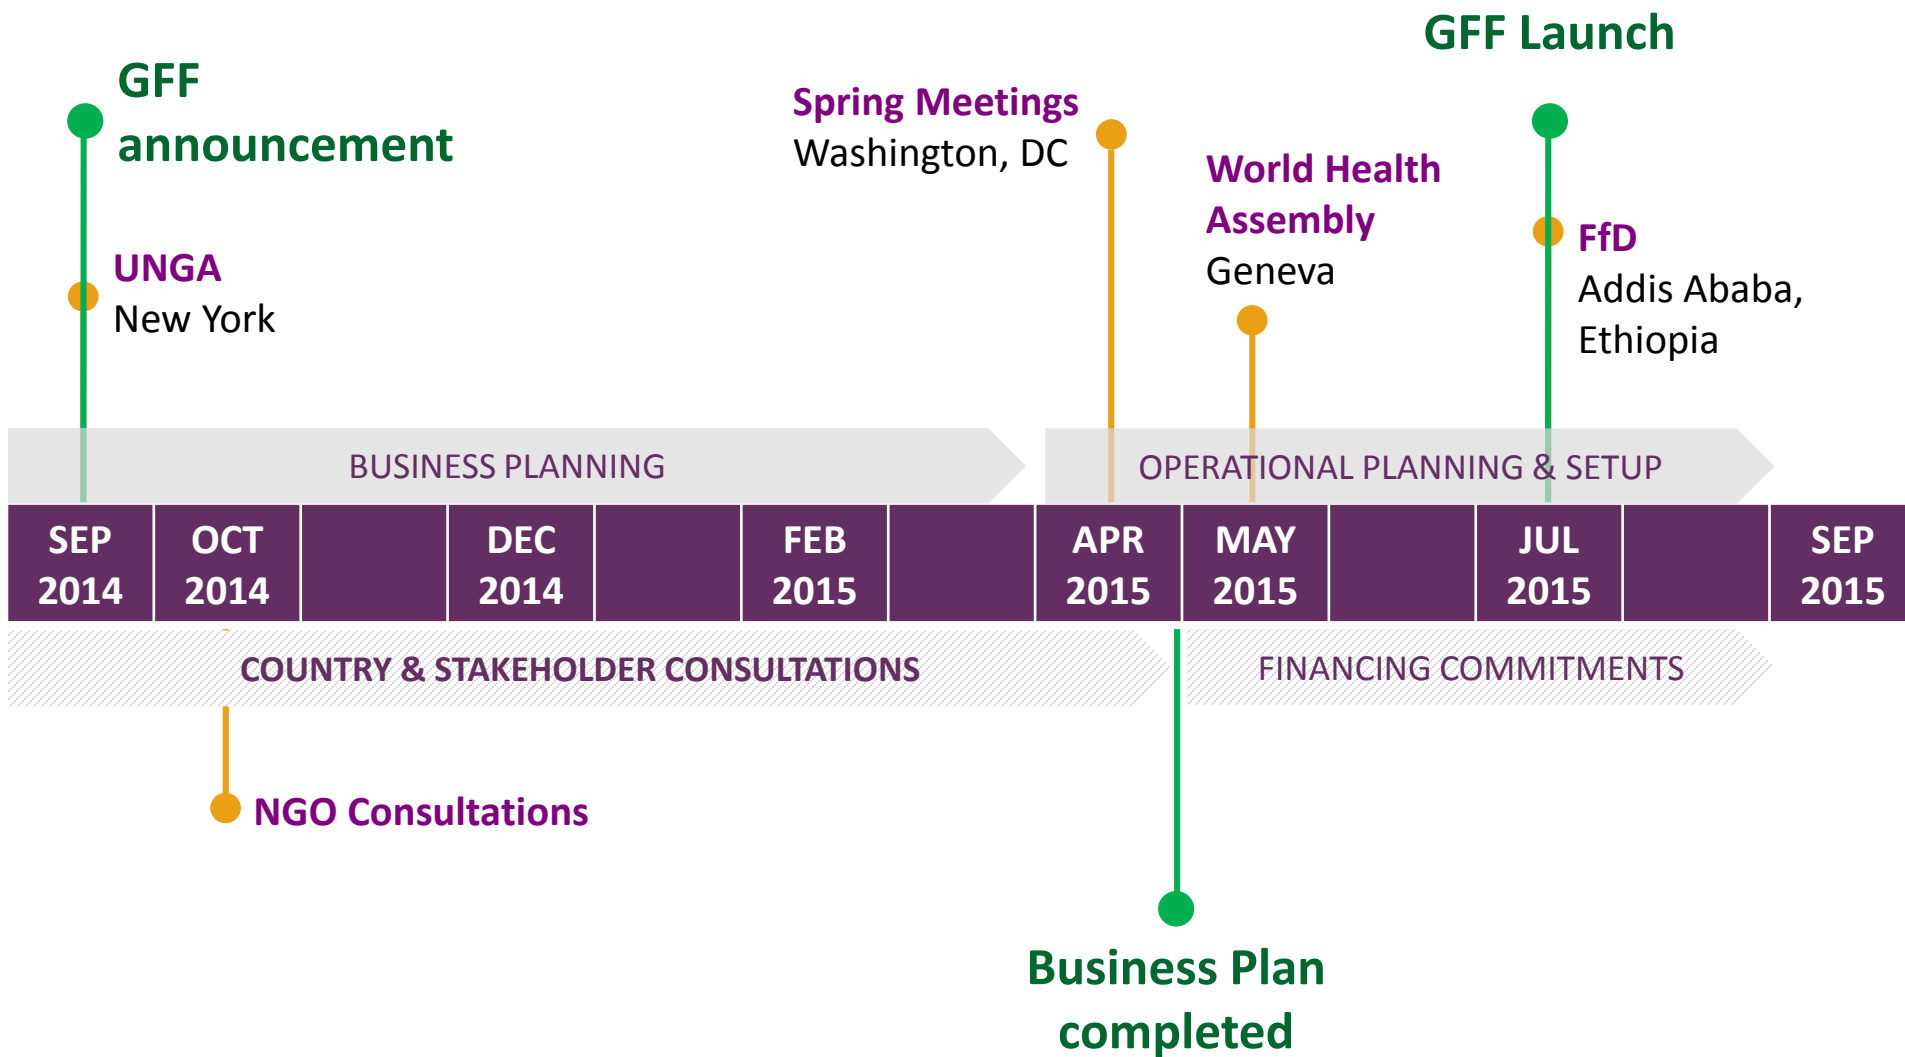 GFF Launch
GFF
announcement
Spring Meetings
Washington, DC
World Health
Assembly
Geneva
UNGA
New York
FfD
Addis Ababa,
Ethiopia
BUSINESS PLANNING
OPERATIONAL PLANNING & SETUP
SEP
2014
OCT
2014
DEC
2014
FEB
2015
APR
2015
MAY
2015
JUL
2015
SEP
2015
COUNTRY & STAKEHOLDER CONSULTATIONS
FINANCING COMMITMENTS
NGO Consultations
Business Plan
completed